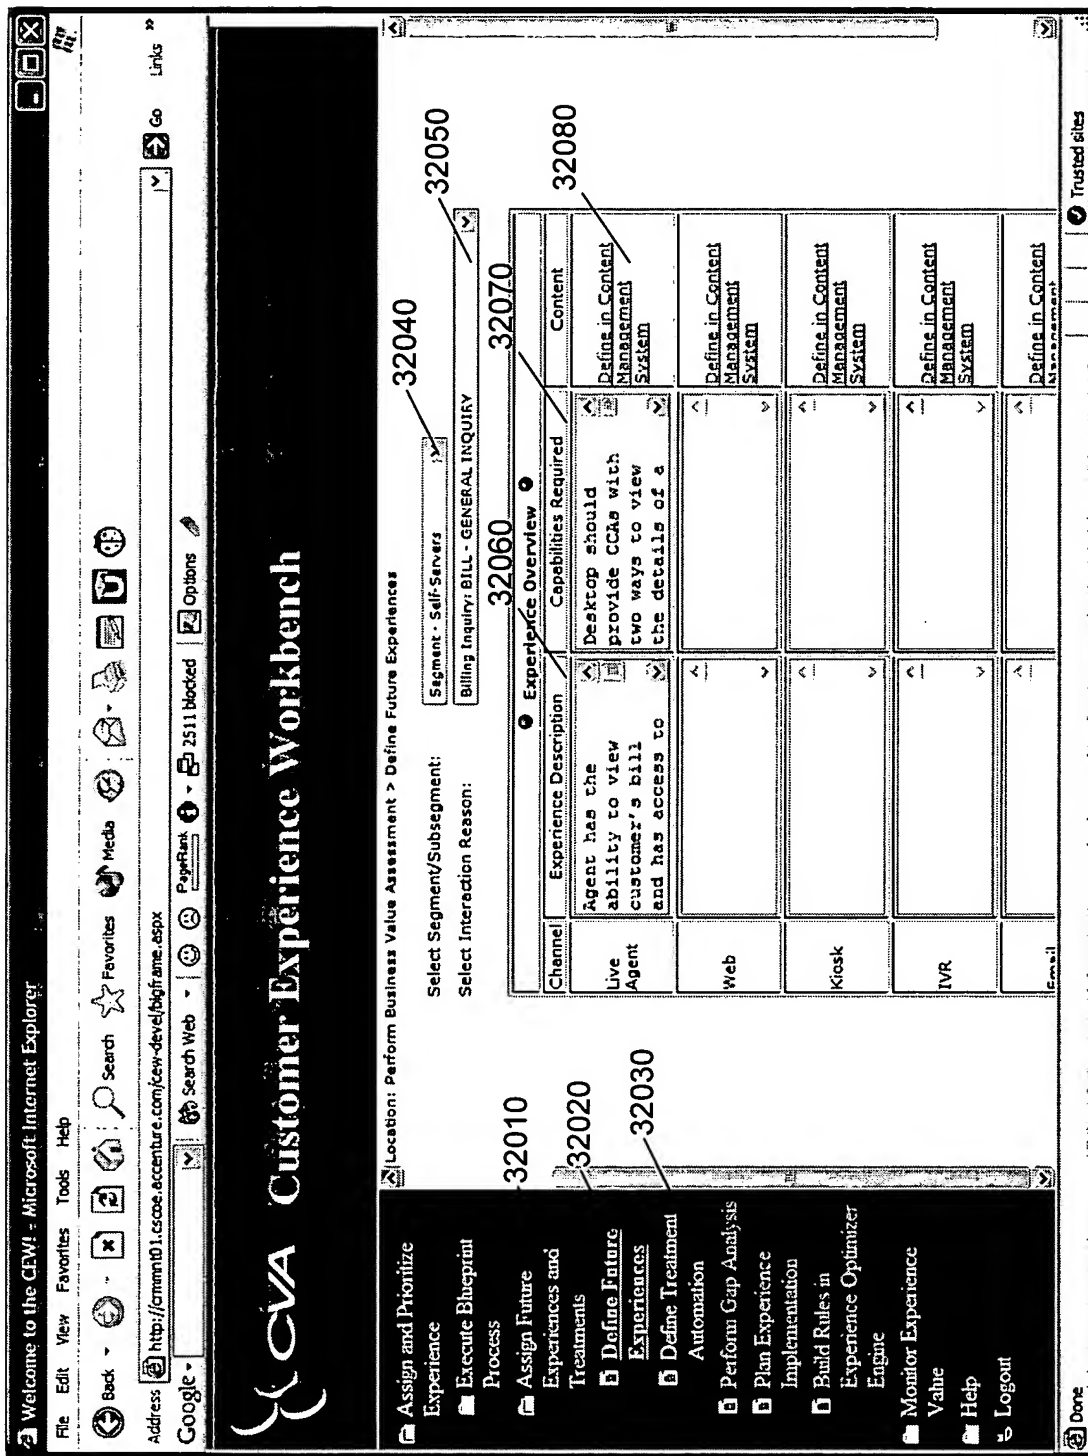 Welcome to the CEW! - Microsoft Internet Explorer
File Edit View Favorites Tools Help
Back Search Favorites Media
Address http://crmmnt01.cscoe.accenture.com/cew-devel/bigframe.aspx Go Links »
Google Search Web PageRank 2511 blocked Options
CVA Customer Experience Workbench
Assign and Prioritize
Experience
Execute Blueprint
Process
Assign Future
Experiences and
Treatments
Define Future
Experiences
Define Treatment
Automation
Perform Gap Analysis
Plan Experience
Implementation
Build Rules in
Experience Optimizer
Engine
Monitor Experience
Value
Help
Logout
32010
32020
32030
Location: Perform Business Value Assessment > Define Future Experiences
Select Segment/Subsegment: Segment - Self-Servers
32040
Select Interaction Reason: Billing Inquiry: BILL - GENERAL INQUIRY
32050
32060
32070
32080
Experience Overview
Channel Experience Description Capabilities Required Content
Live
Agent
Agent has the
ability to view
customer's bill
and has access to
Desktop should
provide CCAs with
two ways to view
the details of a
Define in Content
Management
System
Web
Define in Content
Management
System
Kiosk
Define in Content
Management
System
IVR
Define in Content
Management
System
Email
Define in Content
Management
Done Trusted sites